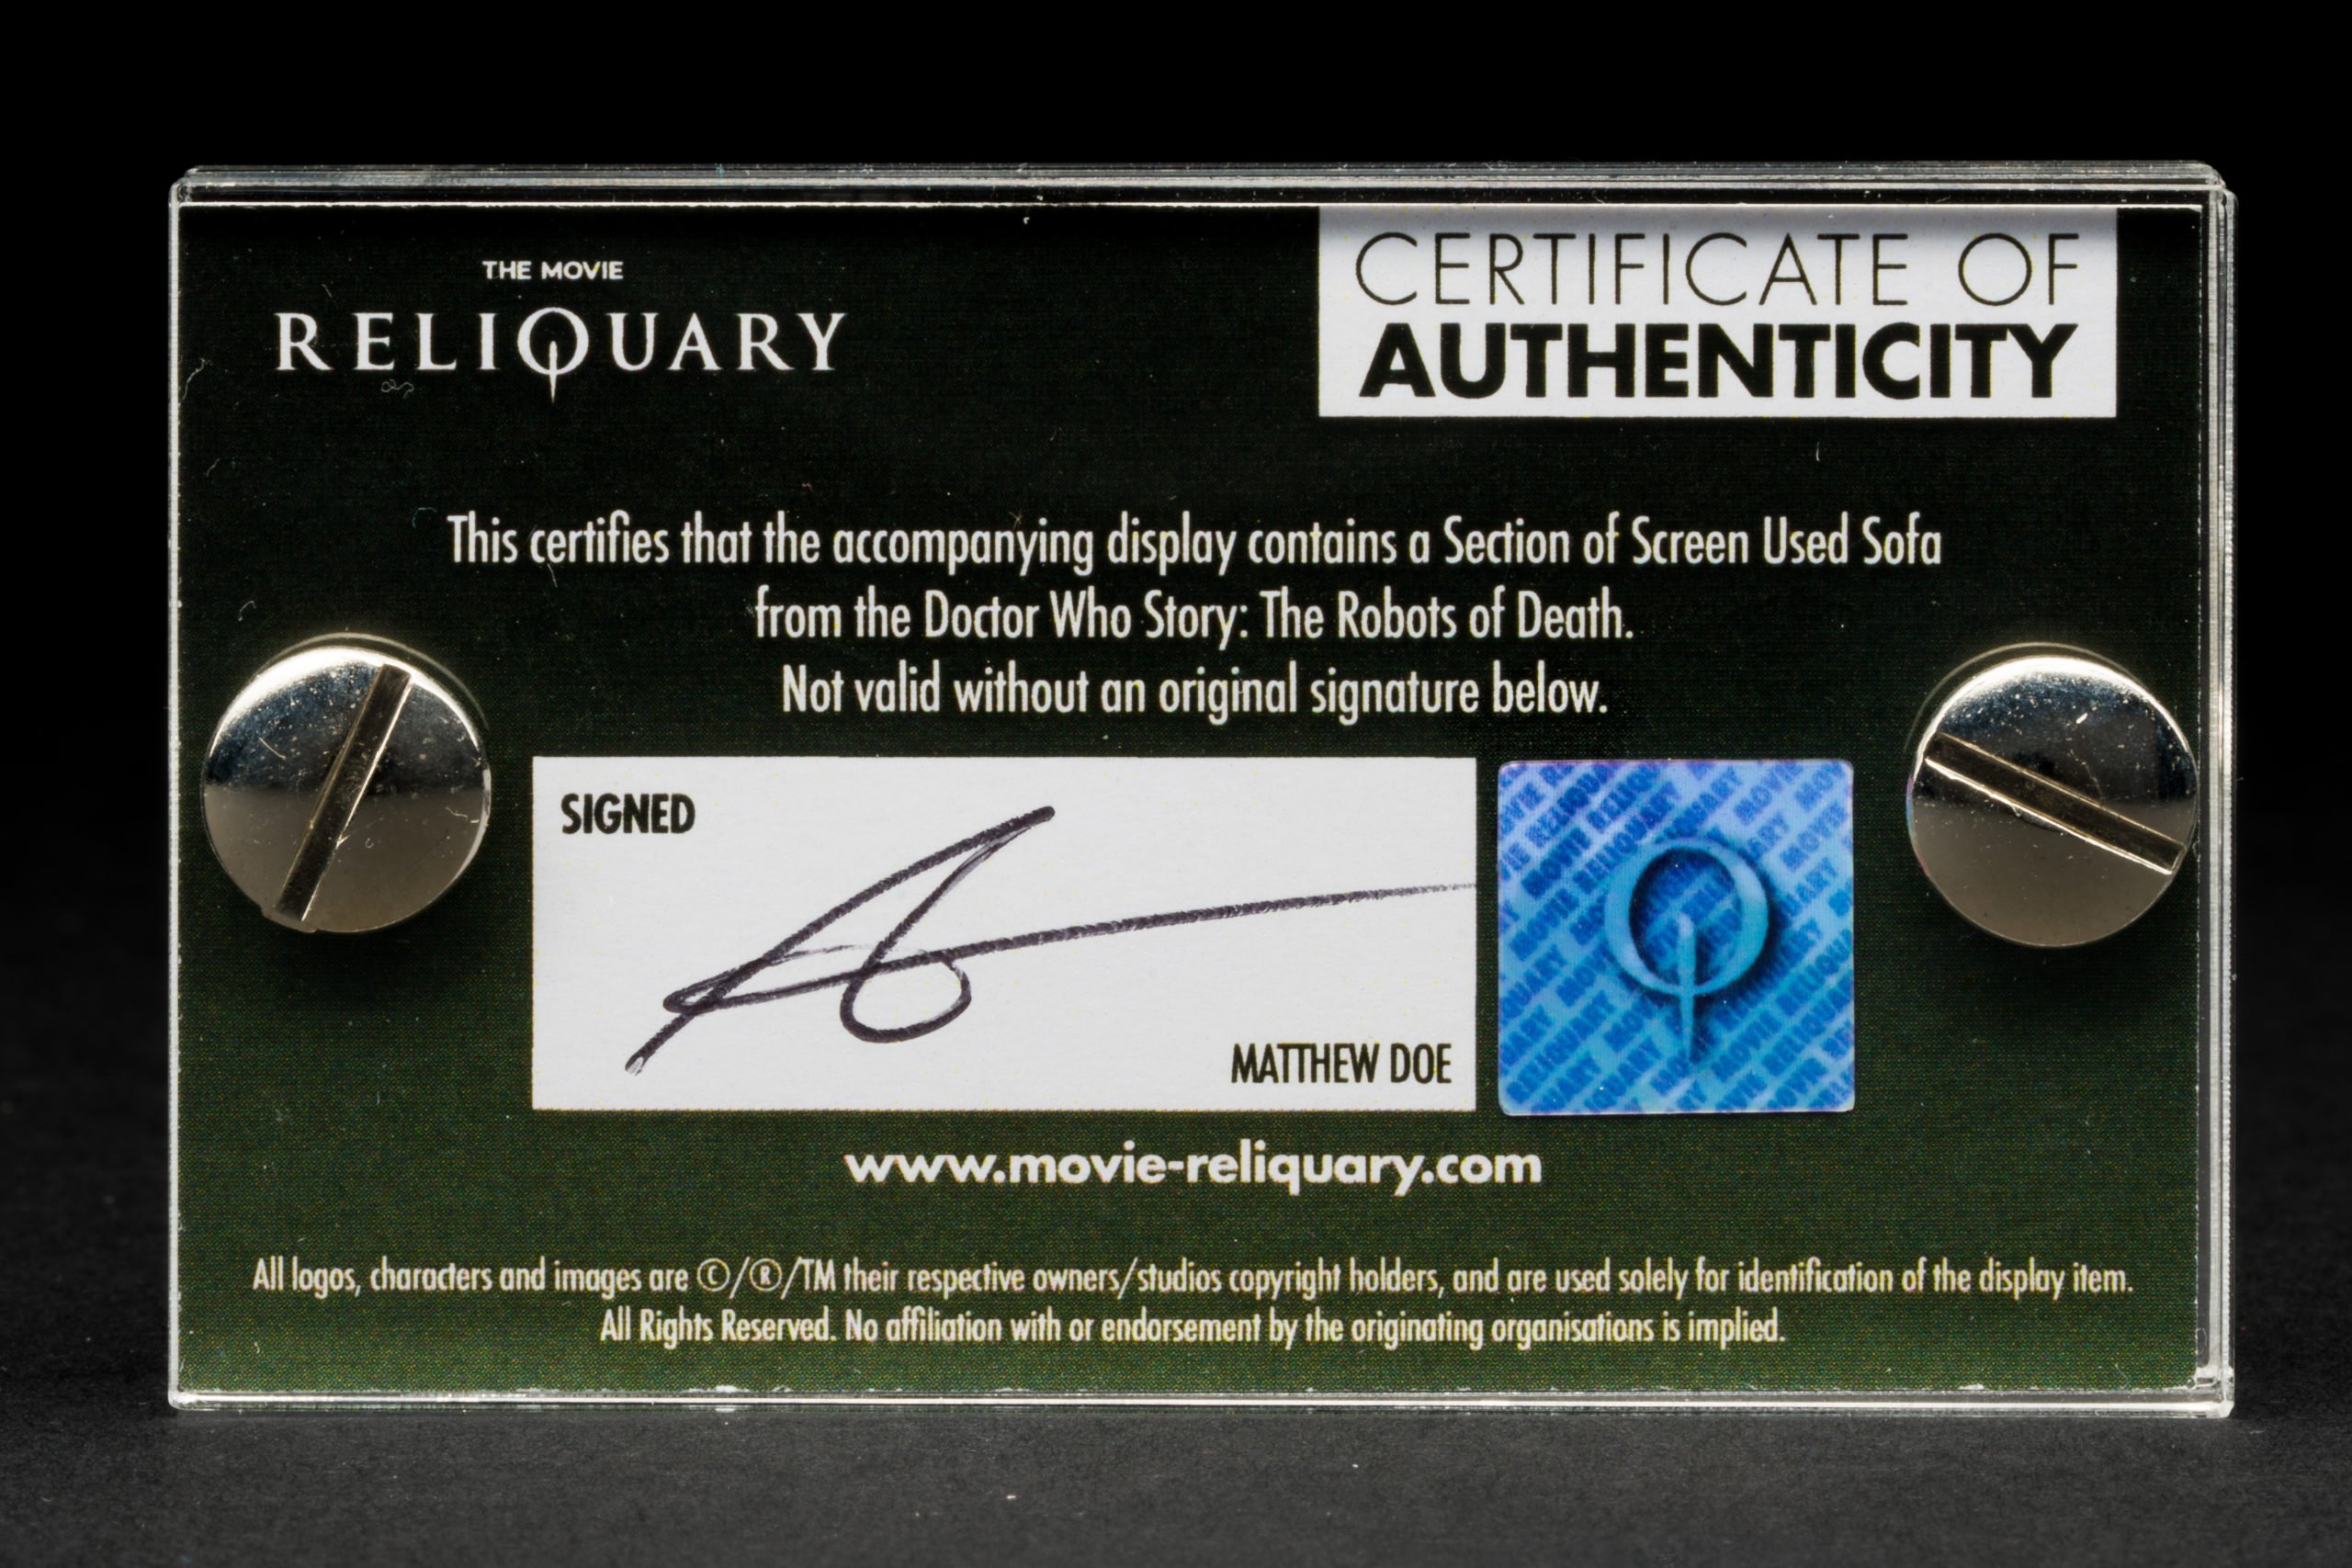 THE MOVIE
RELIQUARY
CERTIFICATE OF
AUTHENTICITY
This certifies that the accompanying display contains a Section of Screen Used Sofa
from the Doctor Who Story: The Robots of Death.
Not valid without an original signature below.
SIGNED
MATTHEW DOE
MOVIE RELIQUARY
Q
www.movie-reliquary.com
All logos, characters and images are ©/®/TM their respective owners/studios copyright holders, and are used solely for identification of the display item.
All Rights Reserved. No affiliation with or endorsement by the originating organisations is implied.